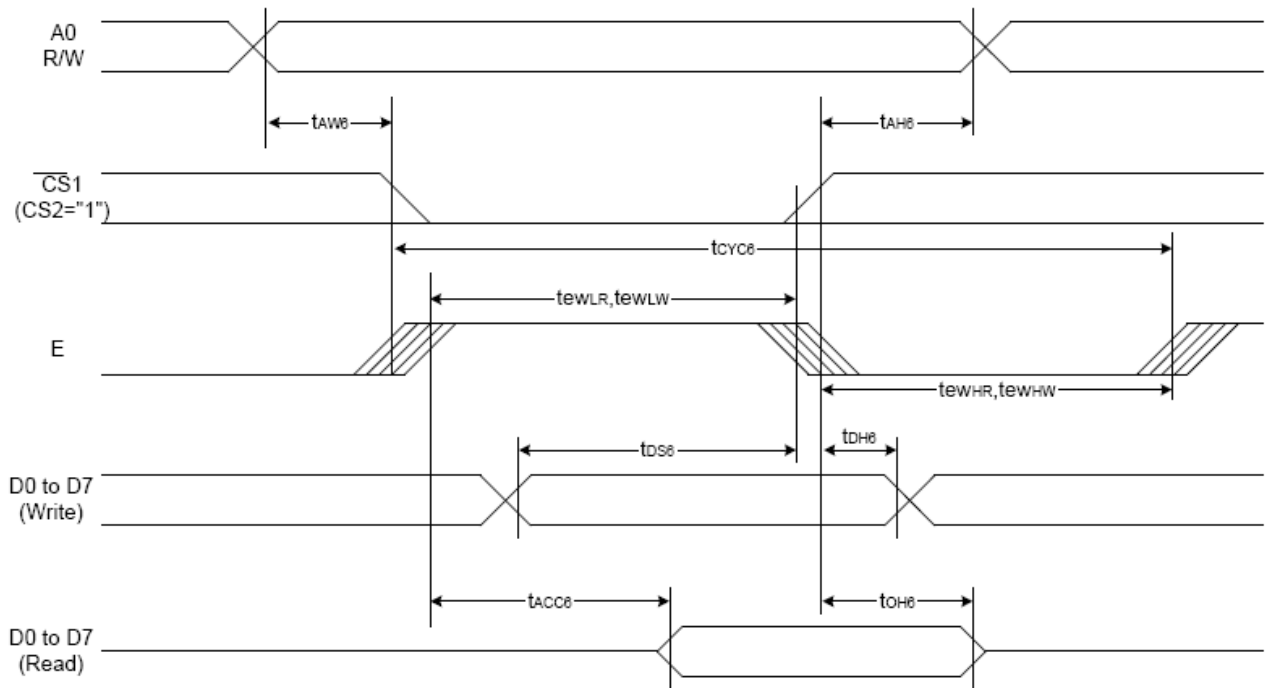 A0
R/W
tAW6
tAH6
CS1
(CS2="1")
tCYC6
tewLR,tewLW
E
tewHR,tewHW
tDS6
tDH6
D0 to D7
(Write)
tACC6
tOH6
D0 to D7
(Read)